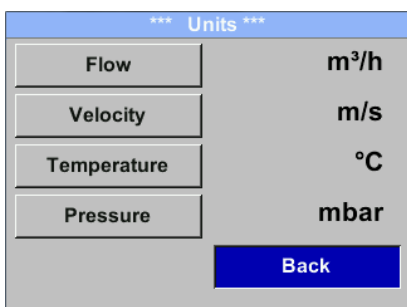 *** Units ***
Flow m³/h
Velocity m/s
Temperature °C
Pressure mbar
Back